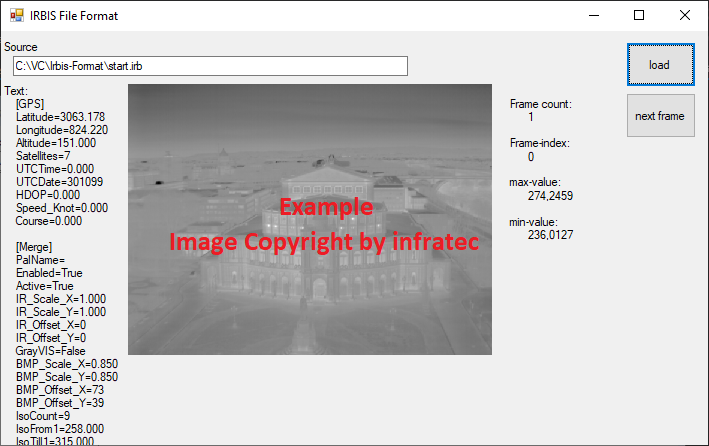 IRBIS File Format
Source
C:\VC\Irbis-Format\start.irb
load
next frame
Text:
[GPS]
Latitude=3063.178
Longitude=824.220
Altitude=151.000
Satellites=7
UTCTime=0.000
UTCDate=301099
HDOP=0.000
Speed_Knot=0.000
Course=0.000
[Merge]
PalName=
Enabled=True
Active=True
IR_Scale_X=1.000
IR_Scale_Y=1.000
IR_Offset_X=0
IR_Offset_Y=0
GrayVIS=False
BMP_Scale_X=0.850
BMP_Scale_Y=0.850
BMP_Offset_X=73
BMP_Offset_Y=39
IsoCount=9
IsoFrom1=258.000
IsoTill1=315.000
Example
Image Copyright by infratec
Frame count:
1
Frame-index:
0
max-value:
274,2459
min-value:
236,0127